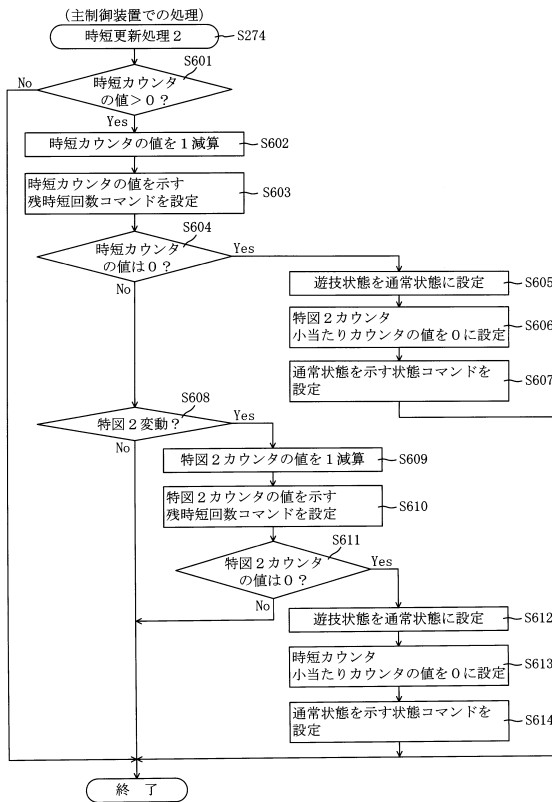 (主制御装置での処理)
時短更新処理2
S274
S601
時短カウンタ
の値>0?
No
Yes
時短カウンタの値を1減算
S602
時短カウンタの値を示す
残時短回数コマンドを設定
S603
S604
時短カウンタ
の値は0?
Yes
No
遊技状態を通常状態に設定
S605
特図2カウンタ
小当たりカウンタの値を0に設定
S606
通常状態を示す状態コマンドを
設定
S607
S608
特図2変動?
Yes
No
特図2カウンタの値を1減算
S609
特図2カウンタの値を示す
残時短回数コマンドを設定
S610
S611
特図2カウンタ
の値は0?
Yes
No
遊技状態を通常状態に設定
S612
時短カウンタ
小当たりカウンタの値を0に設定
S613
通常状態を示す状態コマンドを
設定
S614
終 了